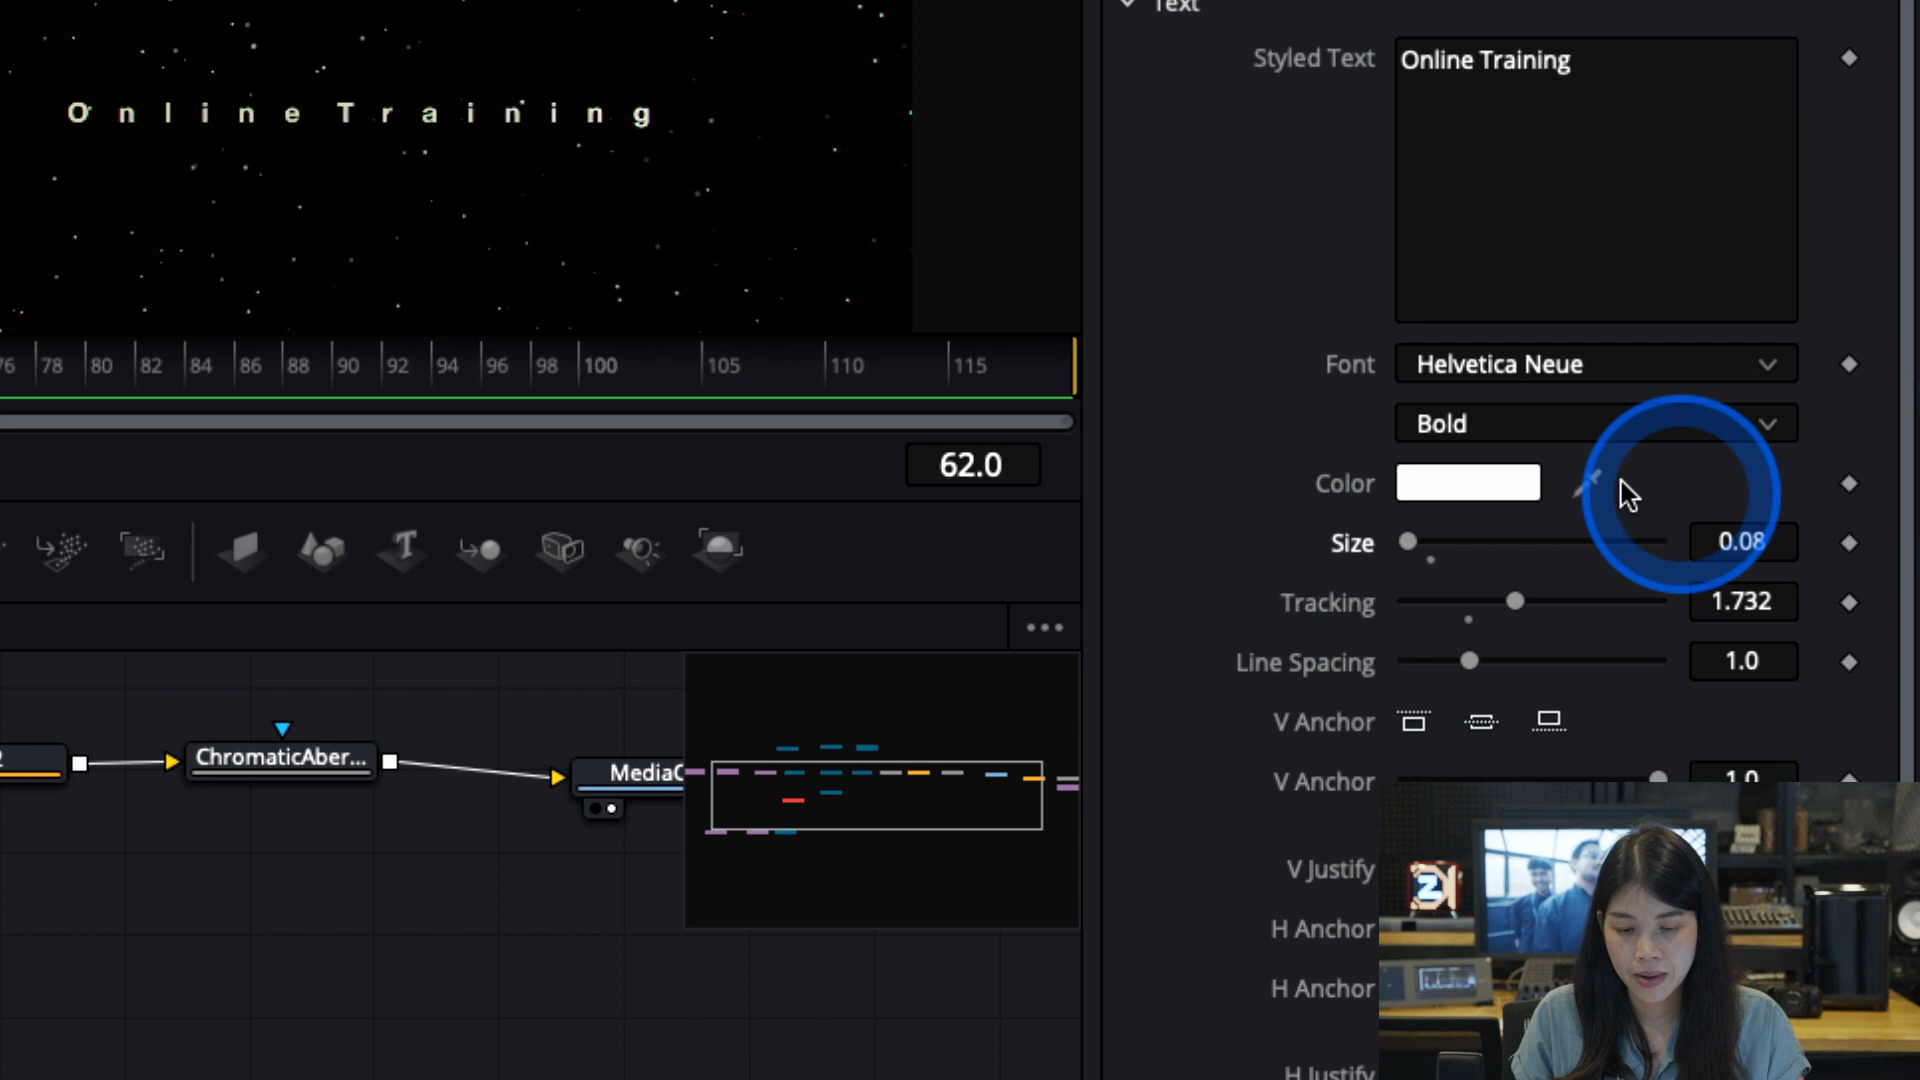 Text
Styled Text
Online Training
Online Training
76 78 80 82 84 86 88 90 92 94 96 98 100 105 110 115
Font
Helvetica Neue
Bold
62.0
Color
Size
0.08
Tracking
1.732
Line Spacing
1.0
V Anchor
ChromaticAber...
V Anchor
1.0
V Justify
H Anchor
H Anchor
H Justify